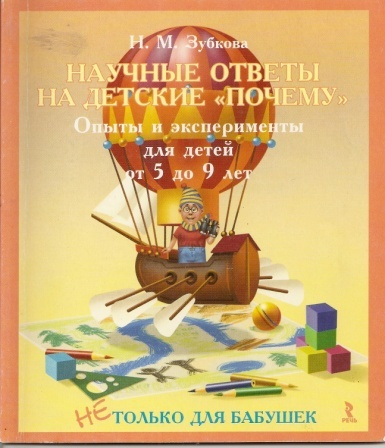 Н. М. Зубкова
НАУЧНЫЕ ОТВЕТЫ
НА ДЕТСКИЕ «ПОЧЕМУ»
Опыты и эксперименты
для детей
от 5 до 9 лет
НЕ ТОЛЬКО ДЛЯ БАБУШЕК
РЕЧЬ